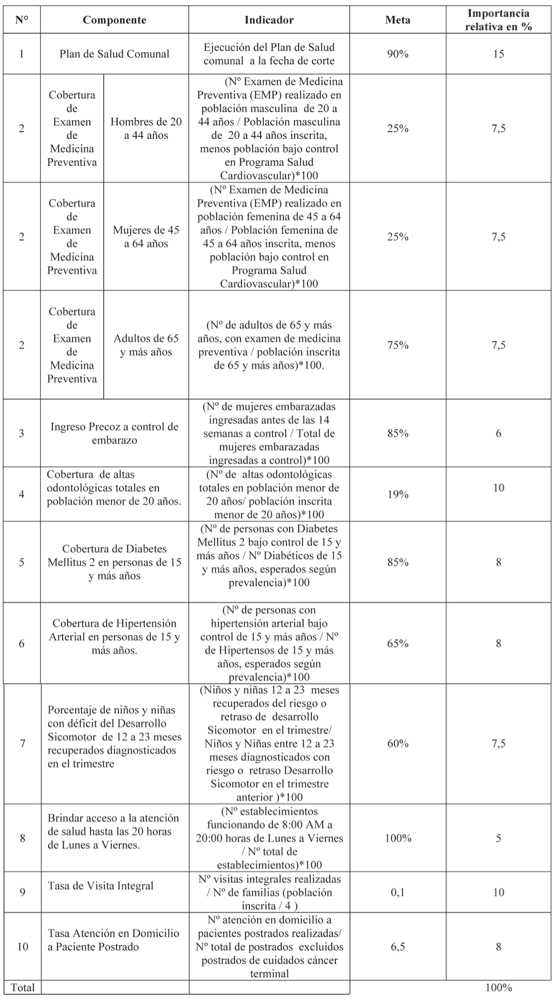 N° Componente Indicador Meta Importancia
relativa en %
1 Plan de Salud Comunal
Ejecución del Plan de Salud
comunal a la fecha de corte
90% 15
2
Cobertura
de
Examen
de
Medicina
Preventiva
Hombres de 20
a 44 años
(Nº Examen de Medicina
Preventiva (EMP) realizado en
población masculina de 20 a
44 años / Población masculina
de 20 a 44 años inscrita,
menos población bajo control
en Programa Salud
Cardiovascular)*100
25% 7,5
2
Cobertura
de
Examen
de
Medicina
Preventiva
Mujeres de 45
a 64 años
(Nº Examen de Medicina
Preventiva (EMP) realizado en
población femenina de 45 a 64
años / Población femenina de
45 a 64 años inscrita, menos
población bajo control en
Programa Salud
Cardiovascular)*100
25% 7,5
2
Cobertura
de
Examen
de
Medicina
Preventiva
Adultos de 65
y más años
(Nº de adultos de 65 y más
años, con examen de medicina
preventiva / población inscrita
de 65 y más años)*100.
75% 7,5
3
Ingreso Precoz a control de
embarazo
(Nº de mujeres embarazadas
ingresadas antes de las 14
semanas a control / Total de
mujeres embarazadas
ingresadas a control)*100
85% 6
4
Cobertura de altas
odontológicas totales en
población menor de 20 años.
(Nº de altas odontológicas
totales en población menor de
20 años/ población inscrita
menor de 20 años)*100
19% 10
5
Cobertura de Diabetes
Mellitus 2 en personas de 15
y más años
(Nº de personas con Diabetes
Mellitus 2 bajo control de 15 y
más años / Nº Diabéticos de 15
y más años, esperados según
prevalencia)*100
85% 8
6
Cobertura de Hipertensión
Arterial en personas de 15 y
más años.
(Nº de personas con
hipertensión arterial bajo
control de 15 y más años / Nº
de Hipertensos de 15 y más
años, esperados según
prevalencia)*100
65% 8
7
Porcentaje de niños y niñas
con déficit del Desarrollo
Sicomotor de 12 a 23 meses
recuperados diagnosticados
en el trimestre
(Niños y niñas 12 a 23 meses
recuperados del riesgo o
retraso de desarrollo
Sicomotor en el trimestre/
Niños y Niñas entre 12 a 23
meses diagnosticados con
riesgo o retraso Desarrollo
Sicomotor en el trimestre
anterior )*100
60% 7,5
8
Brindar acceso a la atención
de salud hasta las 20 horas
de Lunes a Viernes.
(Nº establecimientos
funcionando de 8:00 AM a
20:00 horas de Lunes a Viernes
/ Nº total de
establecimientos)*100
100% 5
9
Tasa de Visita Integral
Nº visitas integrales realizadas
/ Nº de familias (población
inscrita / 4 )
0,1 10
10
Tasa Atención en Domicilio
a Paciente Postrado
Nº atención en domicilio a
pacientes postrados realizadas/
Nº total de postrados excluidos
postrados de cuidados cáncer
terminal
6,5 8
Total 100%